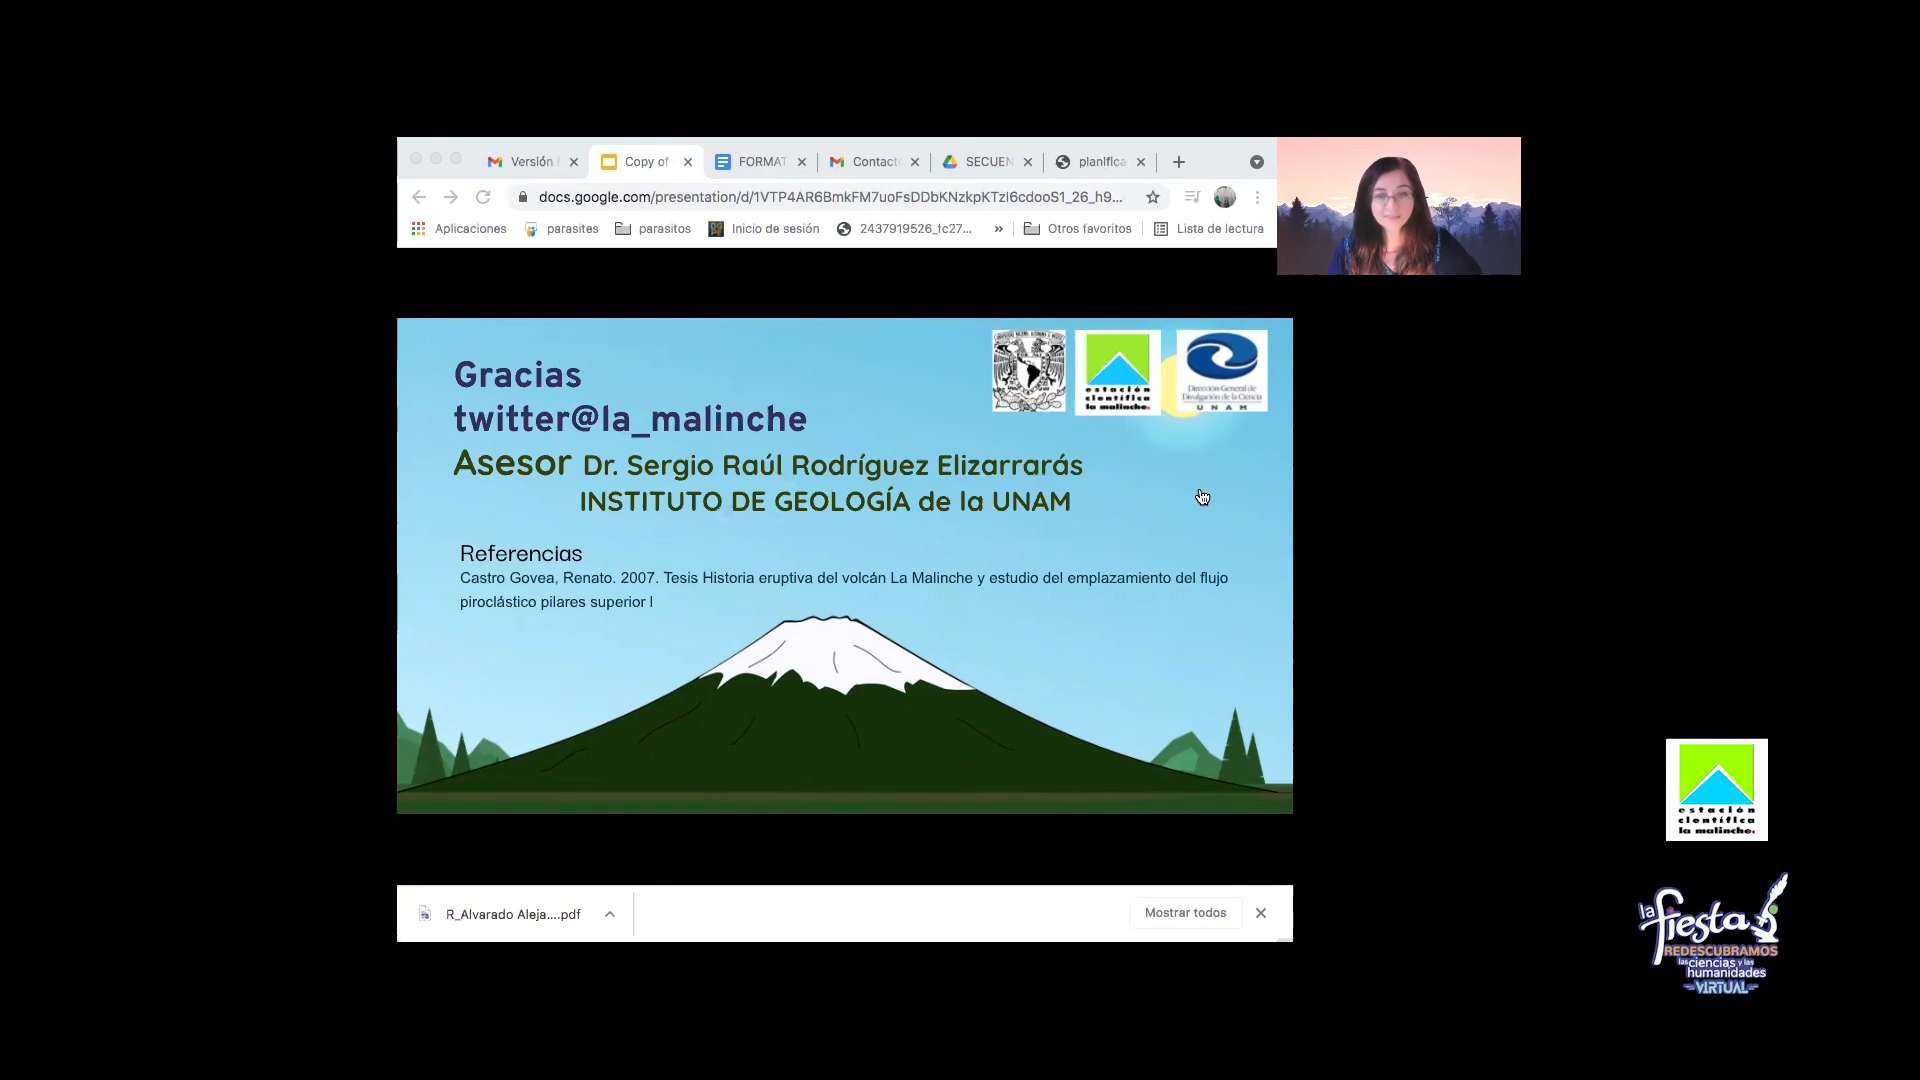 Versión
Copy of
FORMAT
Contact
SECUEN
planifica
docs.google.com/presentation/d/1VTP4AR6BmkFM7uoFsDDbKNzkpKTzI6cdooS1_26_h9...
Aplicaciones
parasites
parasitos
Inicio de sesión
2437919526_fc27...
»
Otros favoritos
Lista de lectura
estación
científica
la malinche.
Dirección General de
Divulgación de la Ciencia
UNAM
Gracias
twitter@la_malinche
Asesor Dr. Sergio Raúl Rodríguez Elizarrarás
INSTITUTO DE GEOLOGÍA de la UNAM
Referencias
Castro Govea, Renato. 2007. Tesis Historia eruptiva del volcán La Malinche y estudio del emplazamiento del flujo
piroclástico pilares superior I
R_Alvarado Aleja....pdf
Mostrar todos
estación
científica
la malinche.
la fiesta
REDESCUBRAMOS
las ciencias y las
humanidades
VIRTUAL